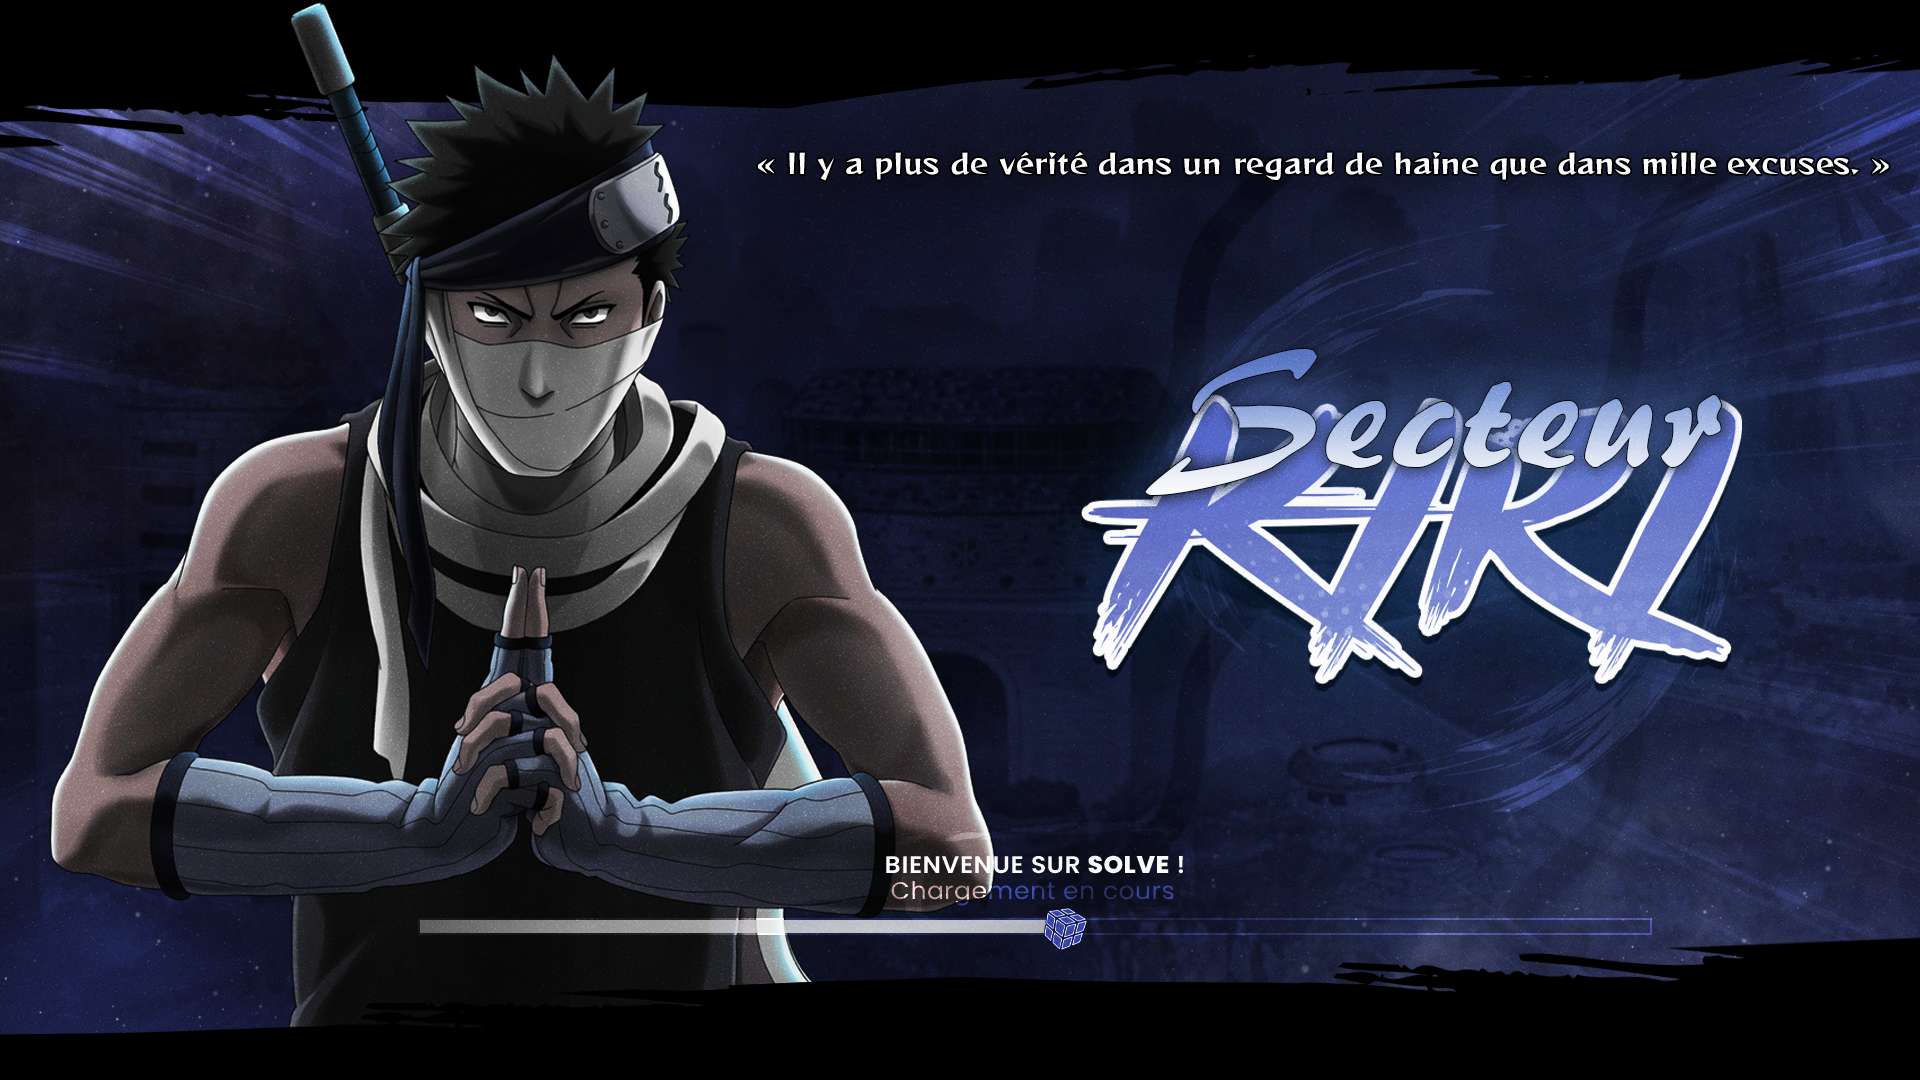 « Il y a plus de vérité dans un regard de haine que dans mille excuses. »
Secteur
KIRI
BIENVENUE SUR SOLVE !
Chargement en cours